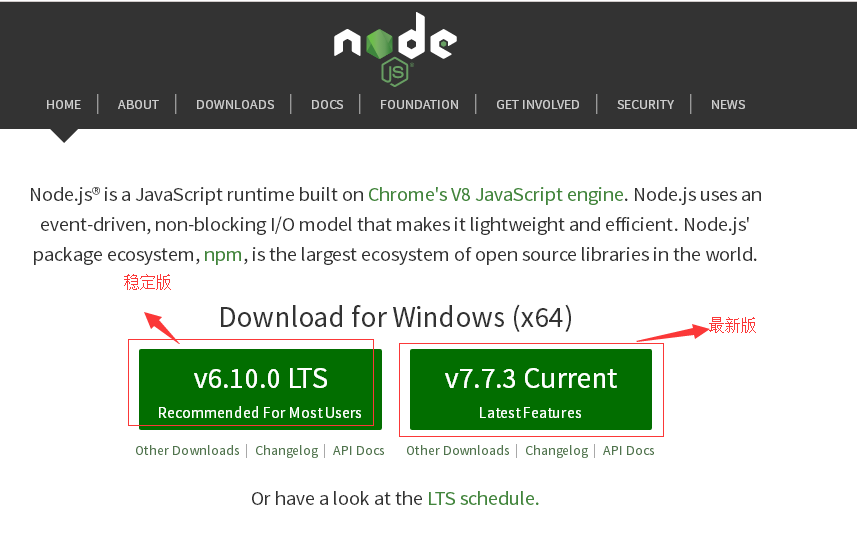 node
JS
HOME | ABOUT | DOWNLOADS | DOCS | FOUNDATION | GET INVOLVED | SECURITY | NEWS
Node.js® is a JavaScript runtime built on Chrome's V8 JavaScript engine. Node.js uses an
event-driven, non-blocking I/O model that makes it lightweight and efficient. Node.js'
package ecosystem, npm, is the largest ecosystem of open source libraries in the world.
稳定版
Download for Windows (x64)
最新版
v6.10.0 LTS
Recommended For Most Users
v7.7.3 Current
Latest Features
Other Downloads | Changelog | API Docs
Other Downloads | Changelog | API Docs
Or have a look at the LTS schedule.